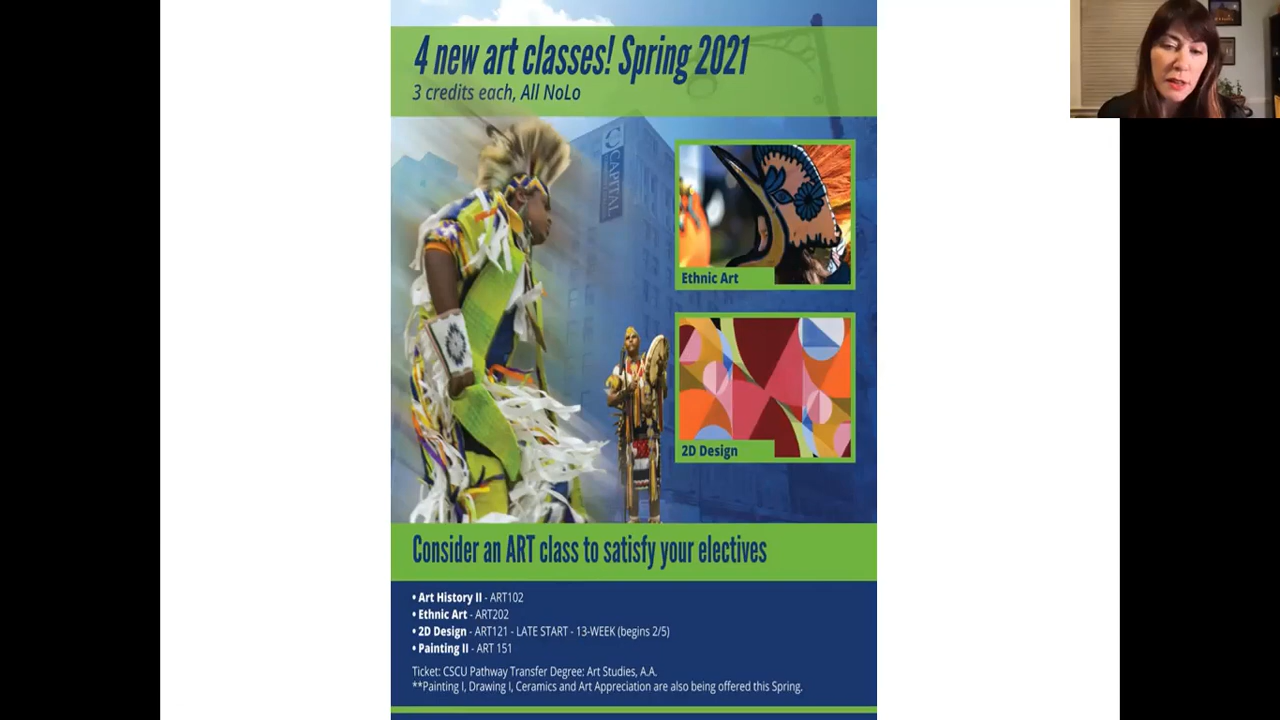 4 new art classes! Spring 2021
3 credits each, All NoLo
CAPITAL
Ethnic Art
2D Design
Consider an ART class to satisfy your electives
• Art History II - ART102
• Ethnic Art - ART202
• 2D Design - ART121 - LATE START - 13-WEEK (begins 2/5)
• Painting II - ART 151
Ticket: CSCU Pathway Transfer Degree: Art Studies, A.A.
**Painting I, Drawing I, Ceramics and Art Appreciation are also being offered this Spring.